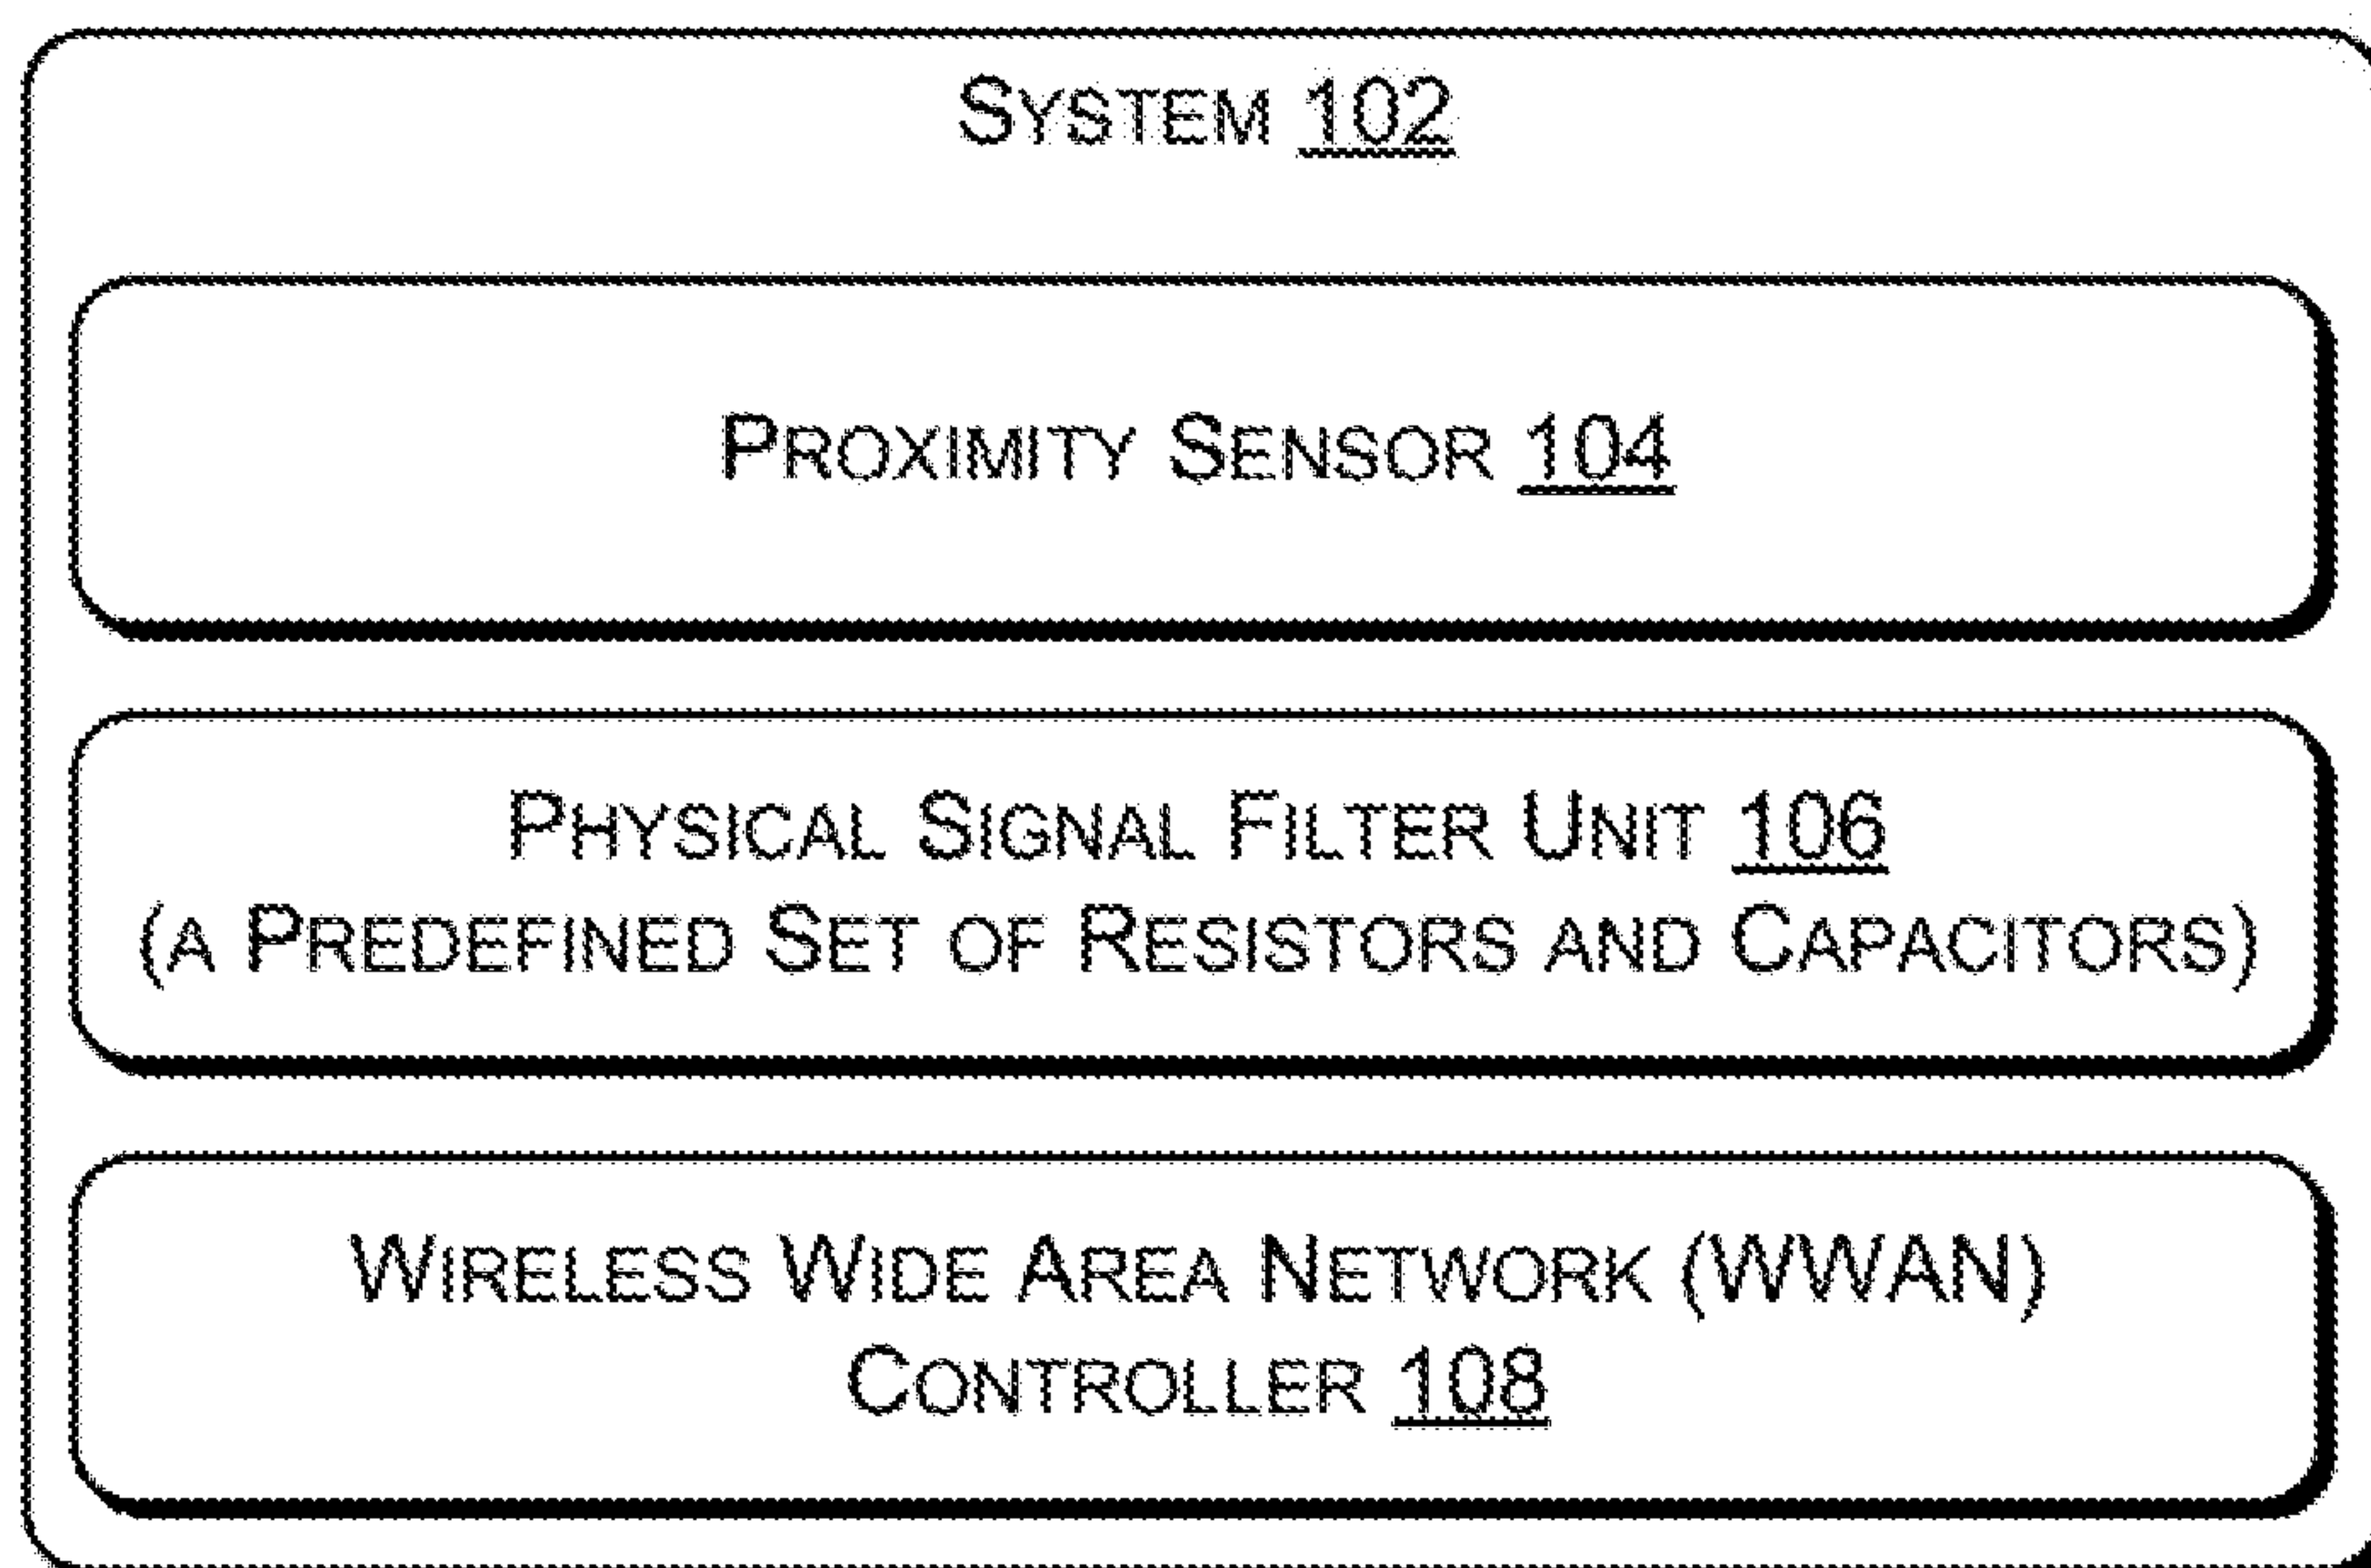 SYSTEM 102
PROXIMITY SENSOR 104
PHYSICAL SIGNAL FILTER UNIT 106
(A PREDEFINED SET OF RESISTORS AND CAPACITORS)
WIRELESS WIDE AREA NETWORK (WWAN)
CONTROLLER 108